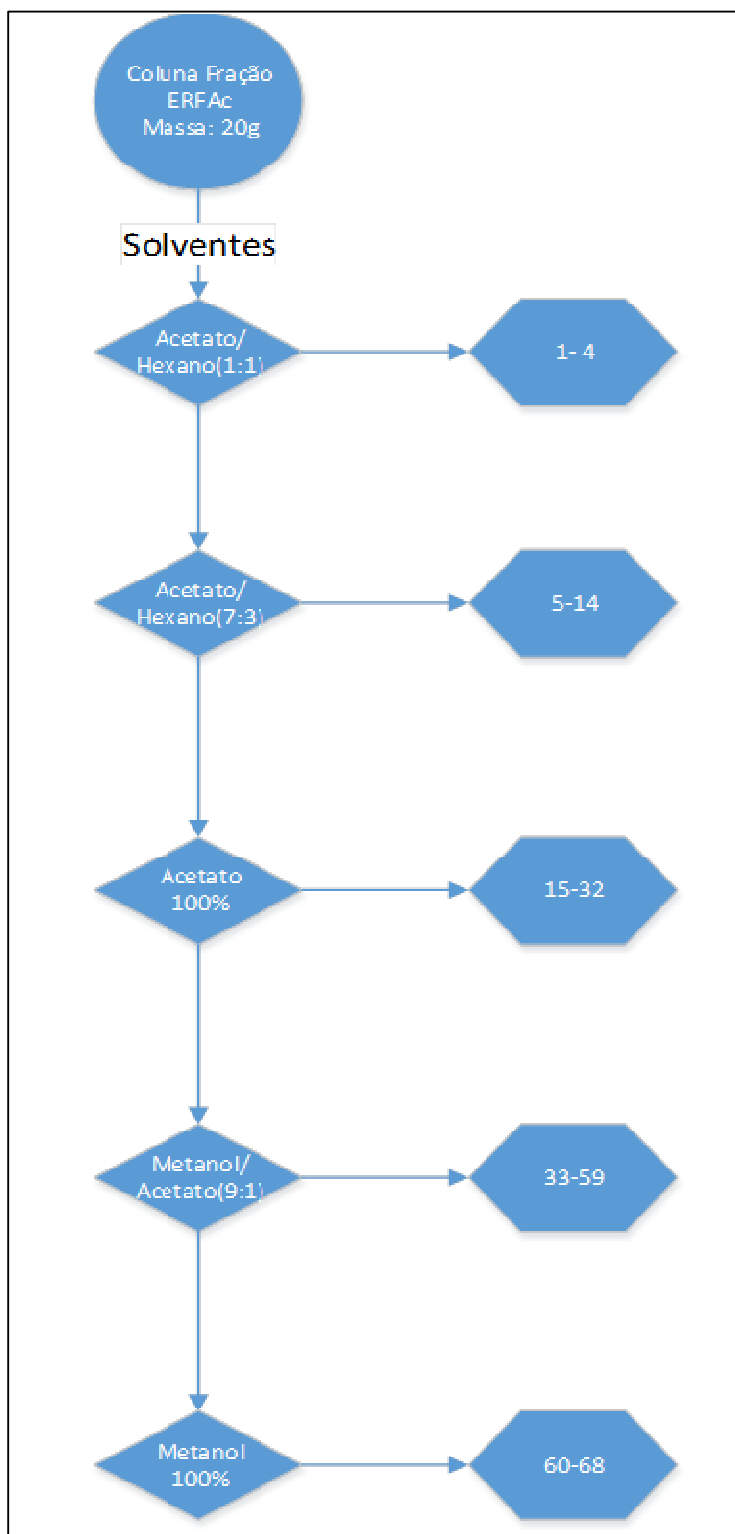 Coluna Fração
ERFAc
Massa: 20g
Solventes
Acetato/
Hexano(1:1)
1- 4
Acetato/
Hexano(7:3)
5-14
Acetato
100%
15-32
Metanol/
Acetato(9:1)
33-59
Metanol
100%
60-68